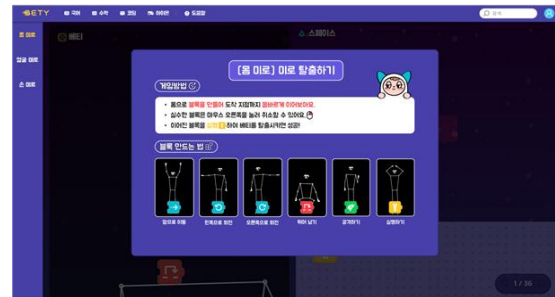 BETY 국어 수학 코딩 아이폰 도움말 검색
몸 미로
얼굴 미로
손 미로
베티
스페이스
[몸 미로] 미로 탈출하기
게임방법
• 몸으로 블록을 만들어 도착 지점까지 올바르게 이어보아요.
• 실수한 블록은 마우스 오른쪽을 눌러 취소할 수 있어요.
• 이어진 블록을 실행 하여 베티를 탈출시키면 성공!
블록 만드는 법
앞으로 이동 왼쪽으로 회전 오른쪽으로 회전 뛰어 넘기 공격하기 실행하기
1 / 36